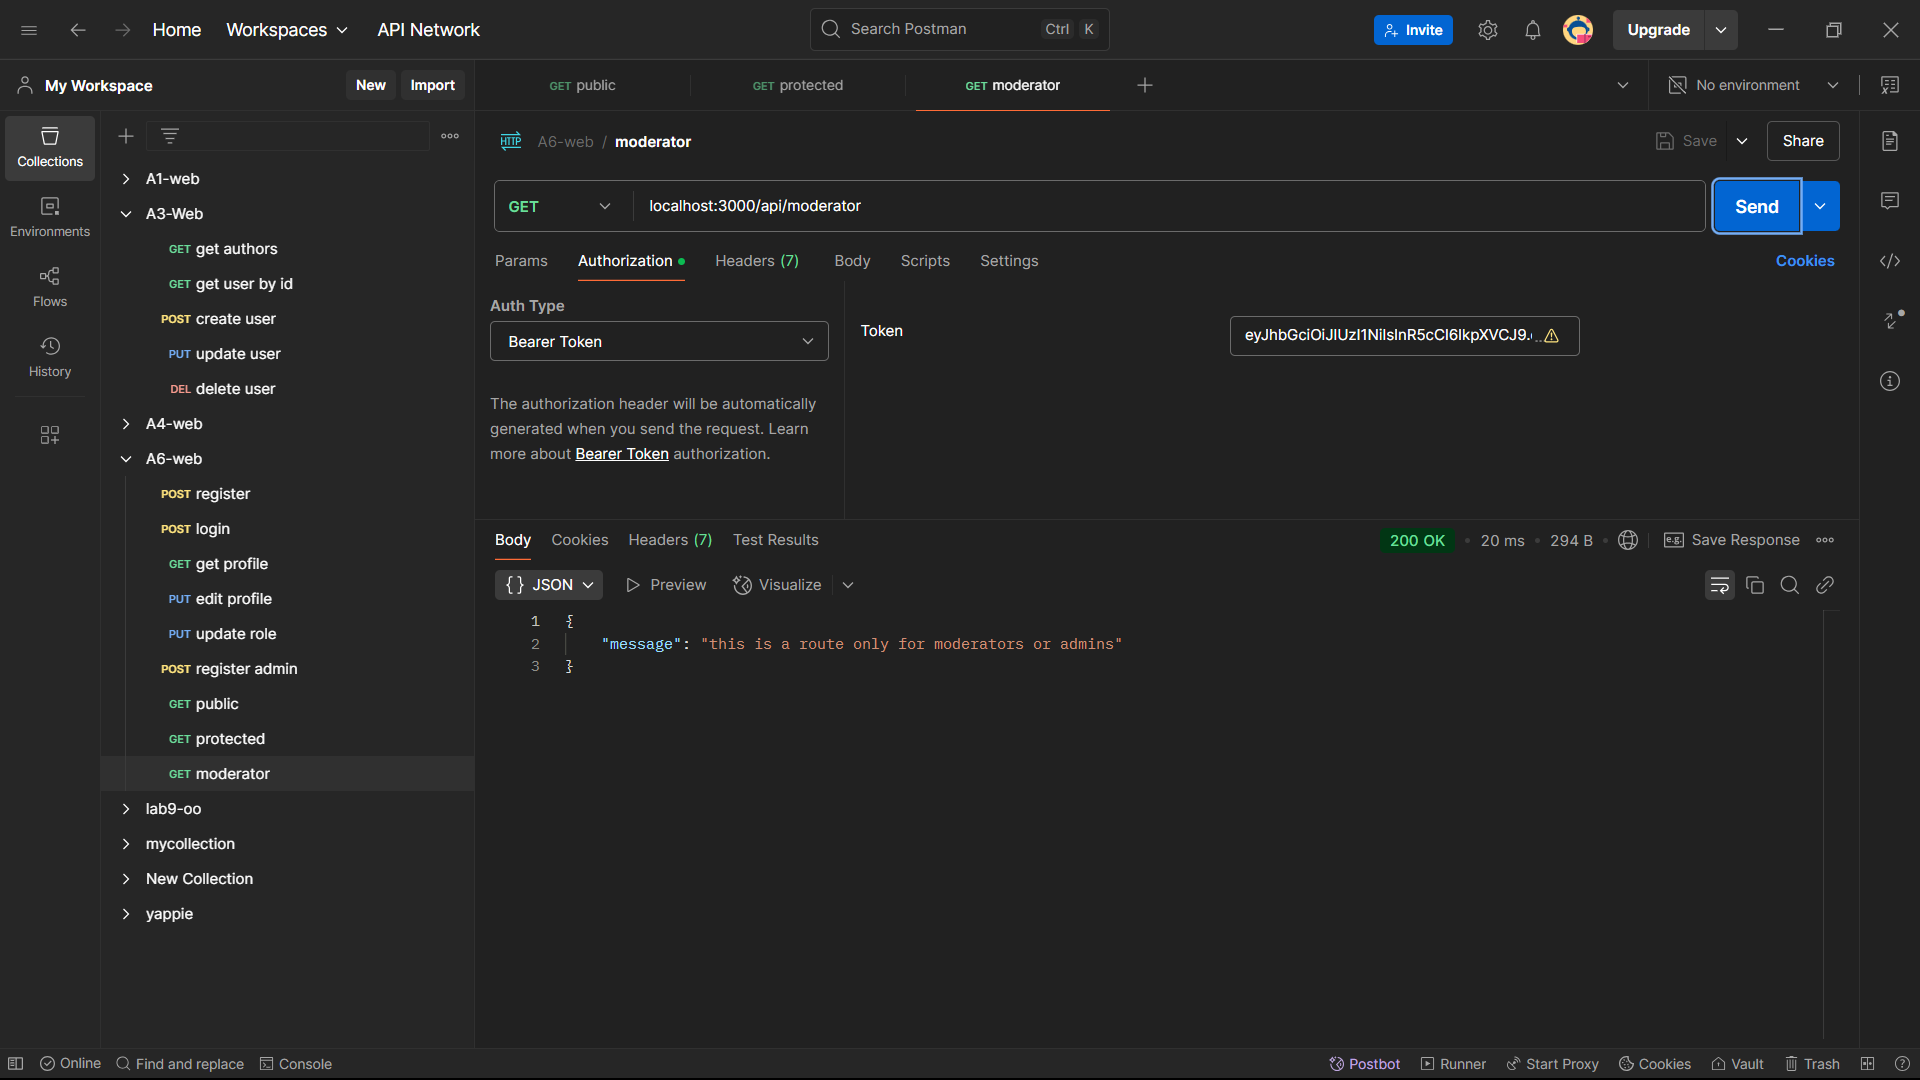 Home Workspaces API Network Search Postman Ctrl K Invite Upgrade
My Workspace New Import GET public GET protected GET moderator No environment
Collections
Environments
Flows
History
A1-web
A3-Web
GET get authors
GET get user by id
POST create user
PUT update user
DEL delete user
A4-web
A6-web
POST register
POST login
GET get profile
PUT edit profile
PUT update role
POST register admin
GET public
GET protected
GET moderator
lab9-oo
mycollection
New Collection
yappie
HTTP A6-web / moderator Save Share
GET localhost:3000/api/moderator Send
Params Authorization Headers (7) Body Scripts Settings Cookies
Auth Type
Bearer Token
The authorization header will be automatically
generated when you send the request. Learn
more about Bearer Token authorization.
Token
Body Cookies Headers (7) Test Results 200 OK • 20 ms • 294 B • e.g. Save Response
{} JSON Preview Visualize
1 {
2 "message": "this is a route only for moderators or admins"
3 }
Online Find and replace Console Postbot Runner Start Proxy Cookies Vault Trash